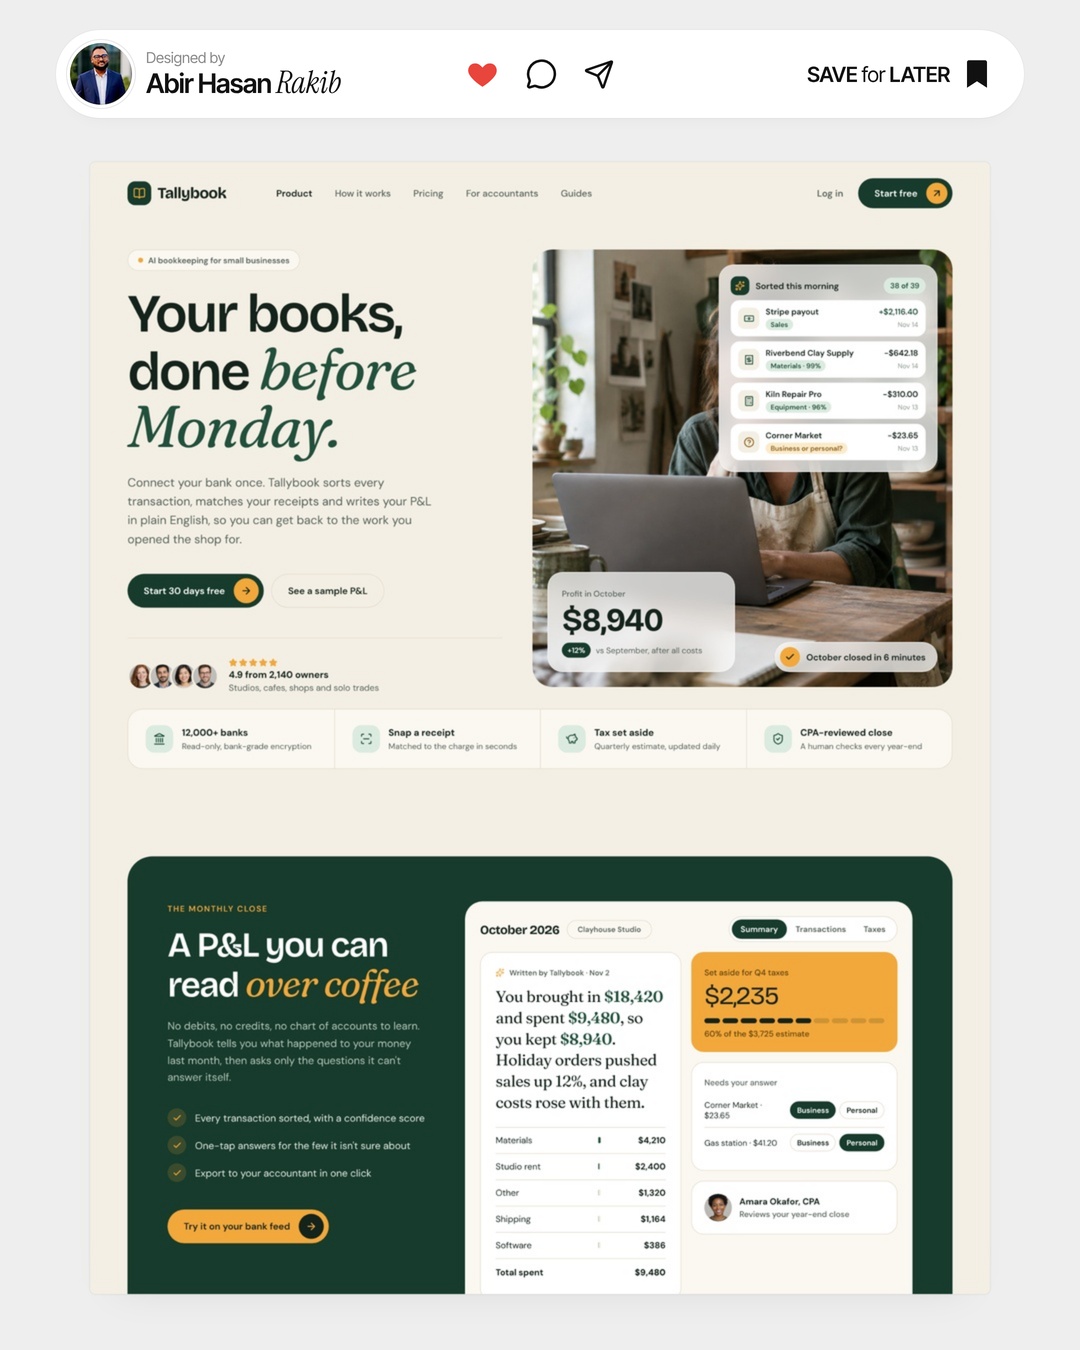 Designed by
Abir Hasan Rakib
SAVE for LATER
Tallybook
Product
How it works
Pricing
For accountants
Guides
Log in
Start free
AI bookkeeping for small businesses
Your books,
done before
Monday.
Connect your bank once. Tallybook sorts every
transaction, matches your receipts and writes your P&L
in plain English, so you can get back to the work you
opened the shop for.
Start 30 days free
See a sample P&L
4.9 from 2,140 owners
Studios, cafes, shops and solo trades
Sorted this morning
38 of 39
Stripe payout
+$2,116.40
Sales
Nov 14
Riverbend Clay Supply
-$642.18
Materials · 99%
Nov 14
Kiln Repair Pro
-$310.00
Equipment · 96%
Nov 13
Corner Market
-$23.65
Business or personal?
Nov 13
Profit in October
$8,940
+12%
vs September, after all costs
October closed in 6 minutes
12,000+ banks
Read-only, bank-grade encryption
Snap a receipt
Matched to the charge in seconds
Tax set aside
Quarterly estimate, updated daily
CPA-reviewed close
A human checks every year-end
THE MONTHLY CLOSE
A P&L you can
read over coffee
No debits, no credits, no chart of accounts to learn.
Tallybook tells you what happened to your money
last month, then asks only the questions it can't
answer itself.
Every transaction sorted, with a confidence score
One-tap answers for the few it isn't sure about
Export to your accountant in one click
Try it on your bank feed
October 2026
Clayhouse Studio
Summary
Transactions
Taxes
Written by Tallybook · Nov 2
You brought in $18,420
and spent $9,480, so
you kept $8,940.
Holiday orders pushed
sales up 12%, and clay
costs rose with them.
Materials
$4,210
Studio rent
$2,400
Other
$1,320
Shipping
$1,164
Software
$386
Total spent
$9,480
Set aside for Q4 taxes
$2,235
60% of the $3,725 estimate
Needs your answer
Corner Market ·
$23.65
Business
Personal
Gas station · $41.20
Business
Personal
Amara Okafor, CPA
Reviews your year-end close